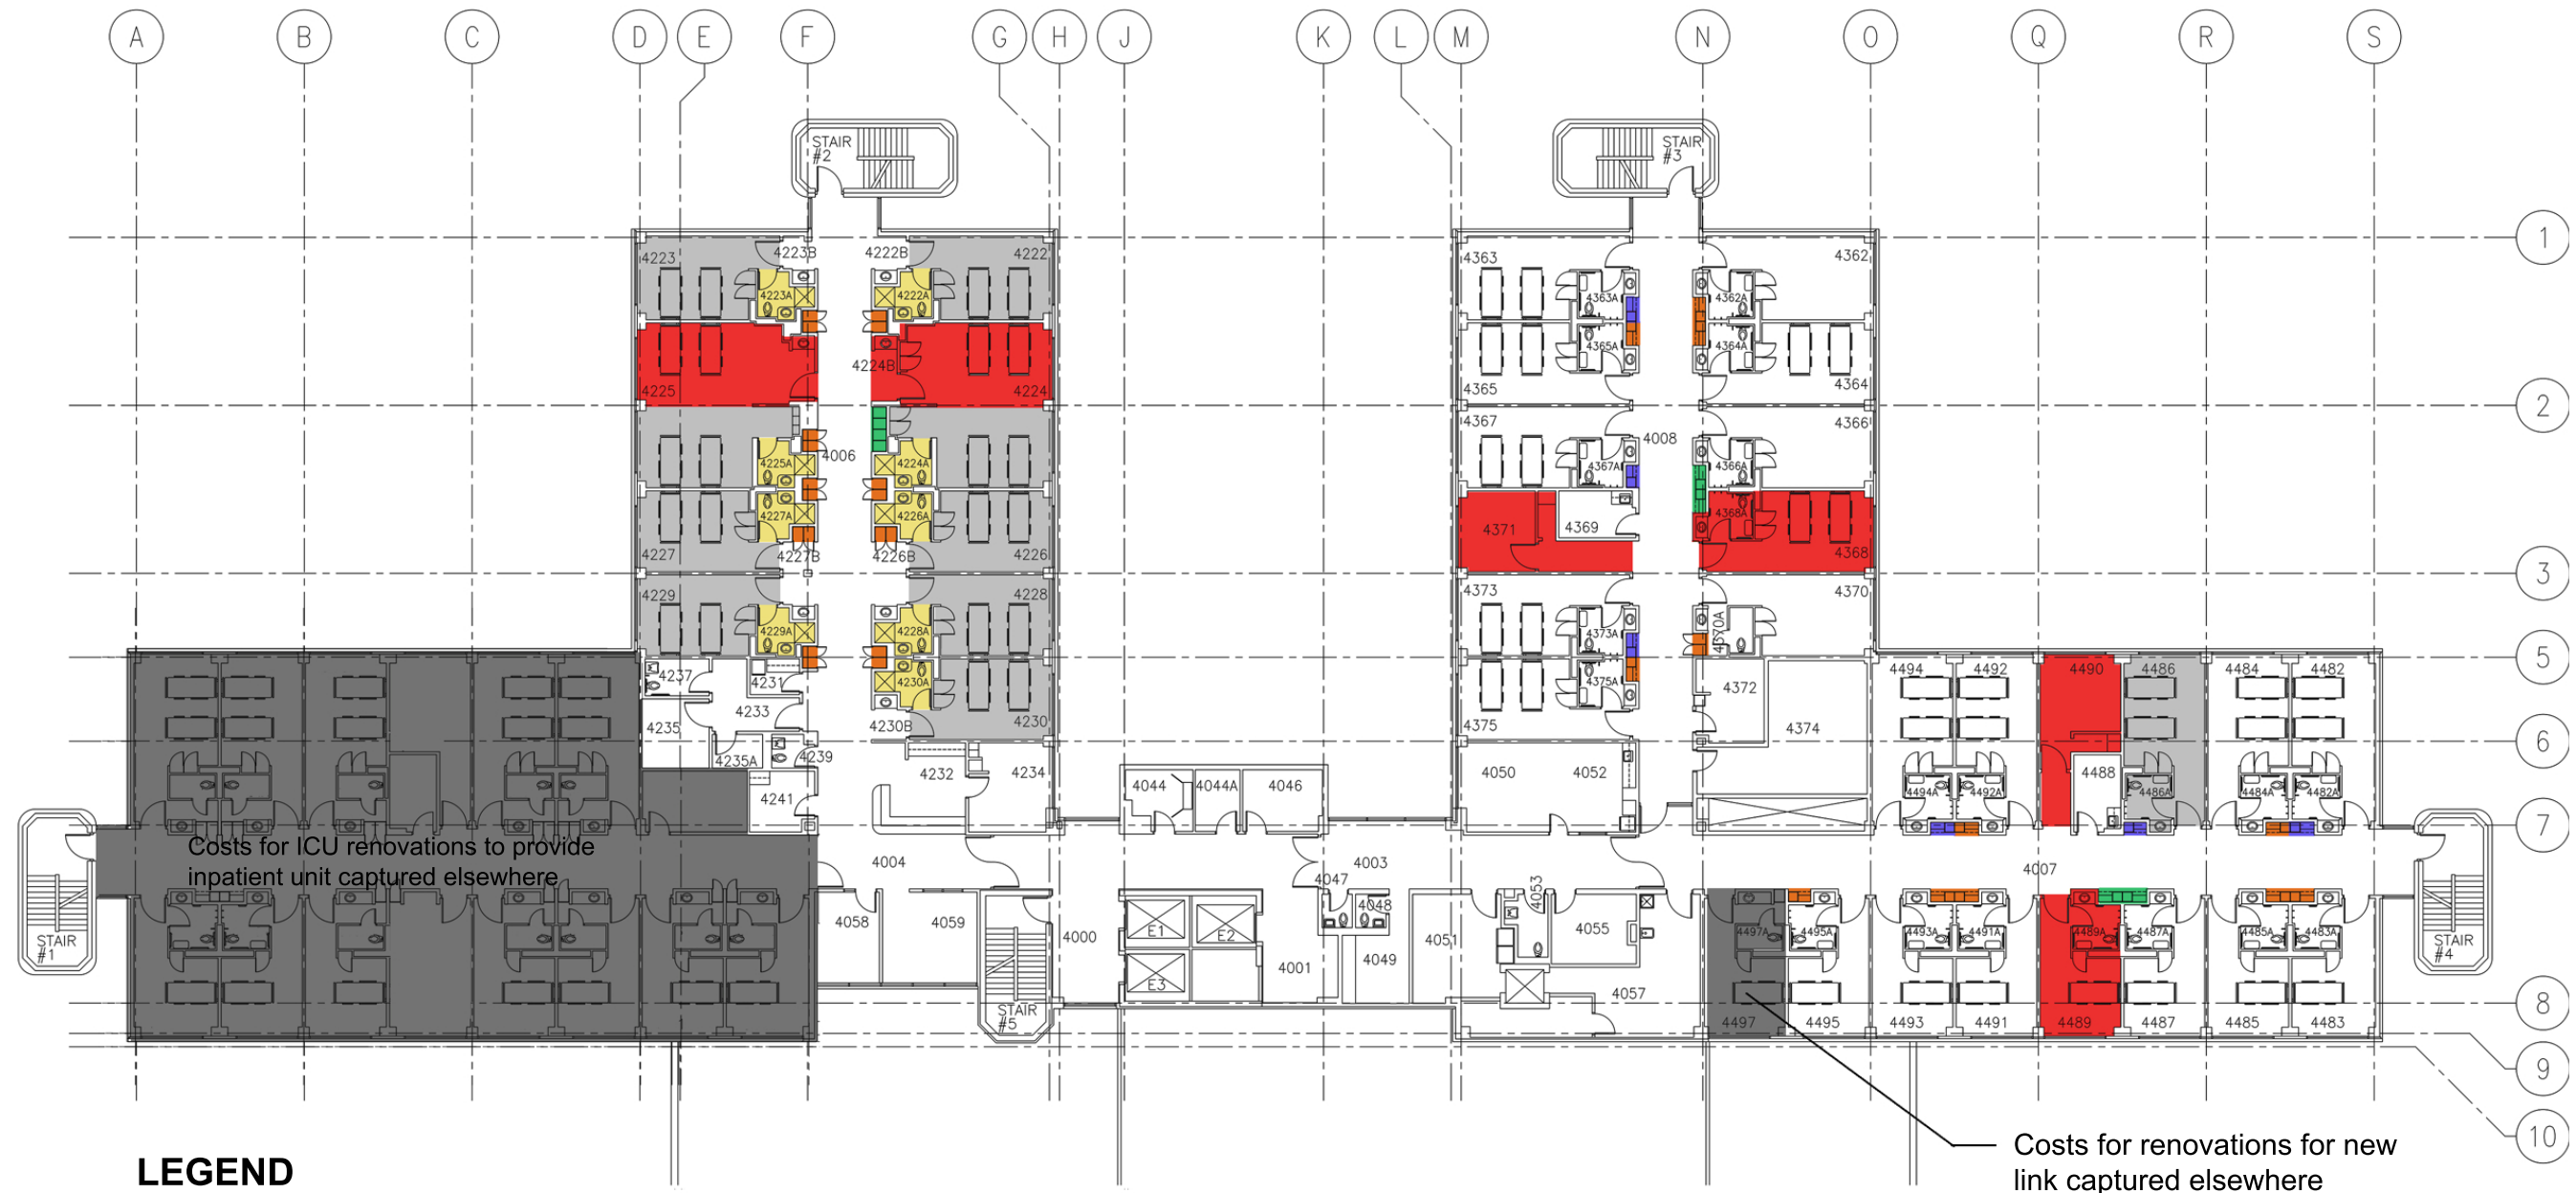 A B C D E F G H J K L M N O Q R S
STAIR
#2
STAIR
#3
1
4223 4223B 4222B 4222 4363 4362
4223A 4222A 4363A 4362A
4365A 4364A
4224B
4225 4224 4365 4364
2
4367 4366
4006 4008
4225A 4224A 4367A 4366A
4227A 4226A 4371 4369 4368A
4227 4227B 4226B 4226 4368
3
4229 4228 4373 4370
4229A 4228A 4373A 4370A
5
4237 4231 4230A 4375A 4372 4494 4492 4490 4486 4484 4482
4235 4233 4230B 4230 4375 4374
6
4235A 4239 4232 4234 4050 4052 4488
4241 4044 4044A 4046 4494A 4492A 4486A 4484A 4482A
7
Costs for ICU renovations to provide
inpatient unit captured elsewhere
4004 4003 4007
4047 4053
4058 4059 4048
4000 E1 E2 4051 4055 4497A 4495A 4493A 4491A 4489A 4487A 4485A 4483A
STAIR
#1
STAIR
#4
4001 4049
E3
4057
8
STAIR
#5
4497 4495 4493 4491 4489 4487 4485 4483
9
10
Costs for renovations for new
link captured elsewhere
LEGEND